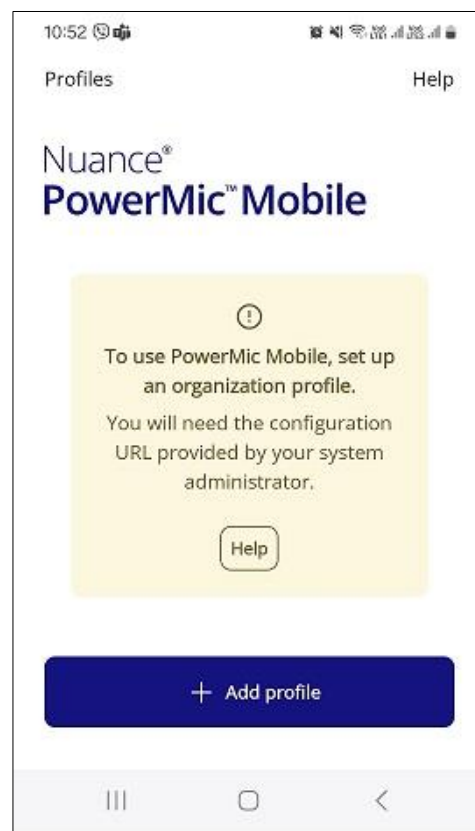 10:52
Profiles Help
Nuance®
PowerMic™ Mobile
To use PowerMic Mobile, set up
an organization profile.
You will need the configuration
URL provided by your system
administrator.
Help
+ Add profile